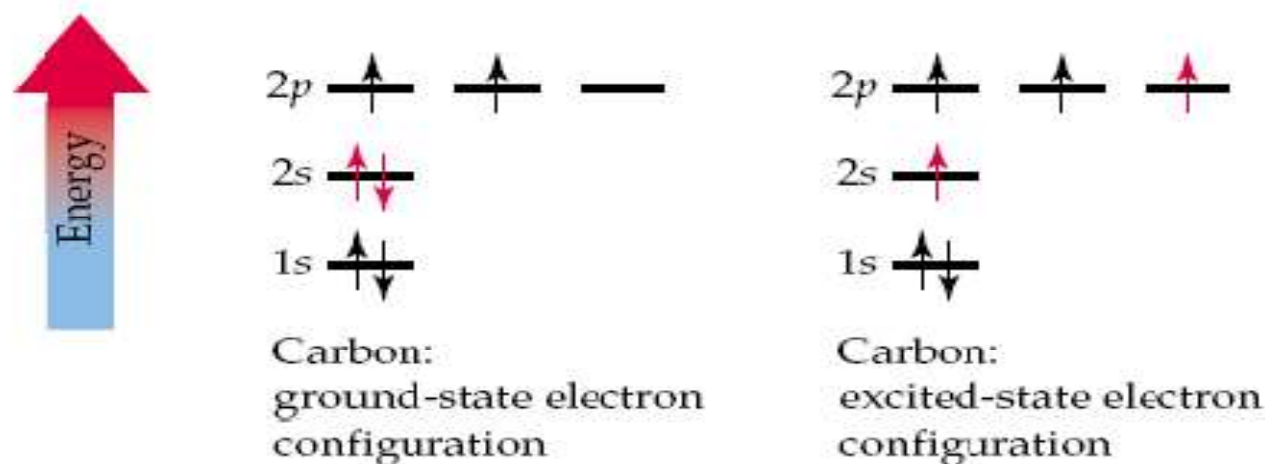 Energy
2p
2s
1s
Carbon:
ground-state electron
configuration
2p
2s
1s
Carbon:
excited-state electron
configuration